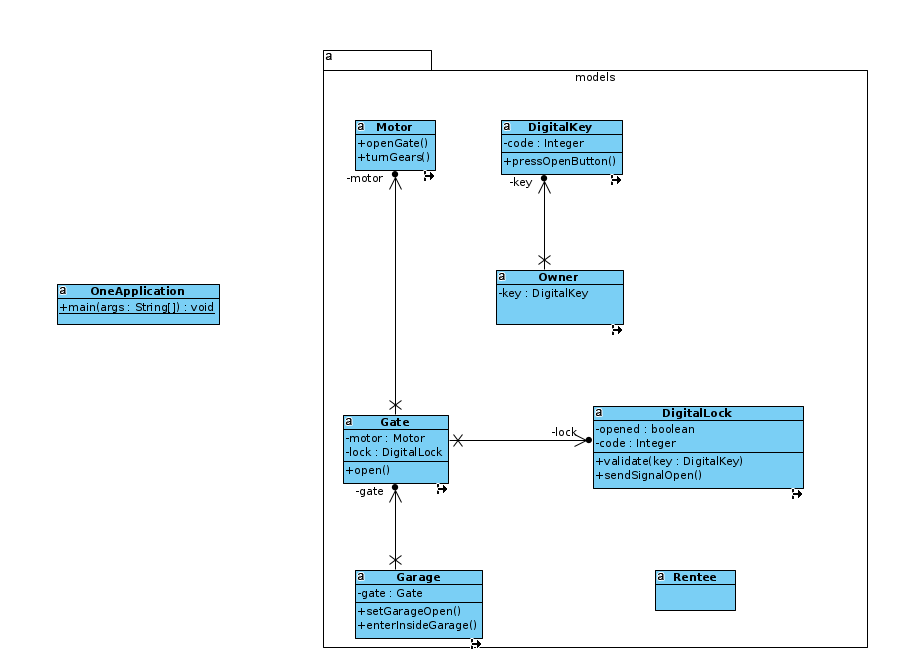 a
models
a Motor
+openGate()
+turnGears()
-motor
a DigitalKey
-code : Integer
+pressOpenButton()
-key
a OneApplication
+main(args : String[]) : void
a Owner
-key : DigitalKey
a Gate
-motor : Motor
-lock : DigitalLock
+open()
-gate
-lock
a DigitalLock
-opened : boolean
-code : Integer
+validate(key : DigitalKey)
+sendSignalOpen()
a Garage
-gate : Gate
+setGarageOpen()
+enterInsideGarage()
a Rentee